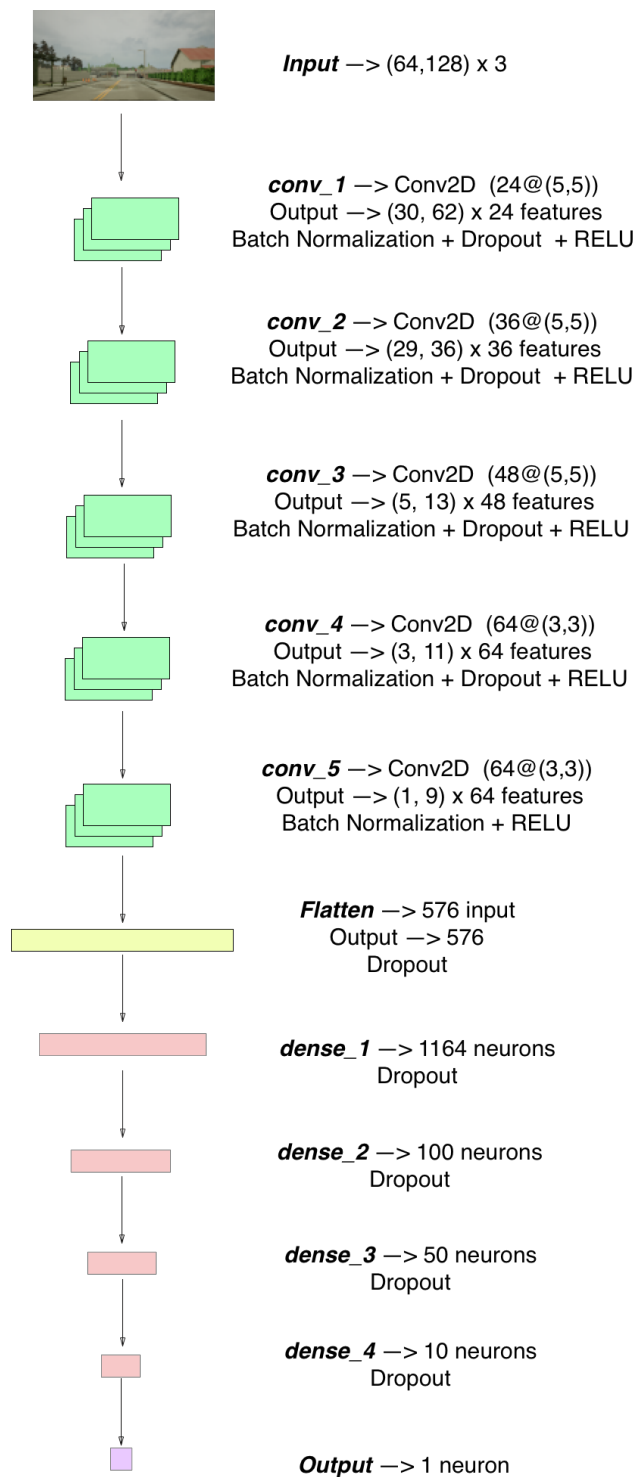 Input —> (64,128) x 3
conv_1 —> Conv2D (24@(5,5))
Output —> (30, 62) x 24 features
Batch Normalization + Dropout + RELU
conv_2 —> Conv2D (36@(5,5))
Output —> (29, 36) x 36 features
Batch Normalization + Dropout + RELU
conv_3 —> Conv2D (48@(5,5))
Output —> (5, 13) x 48 features
Batch Normalization + Dropout + RELU
conv_4 —> Conv2D (64@(3,3))
Output —> (3, 11) x 64 features
Batch Normalization + Dropout + RELU
conv_5 —> Conv2D (64@(3,3))
Output —> (1, 9) x 64 features
Batch Normalization + RELU
Flatten —> 576 input
Output —> 576
Dropout
dense_1 —> 1164 neurons
Dropout
dense_2 —> 100 neurons
Dropout
dense_3 —> 50 neurons
Dropout
dense_4 —> 10 neurons
Dropout
Output —> 1 neuron